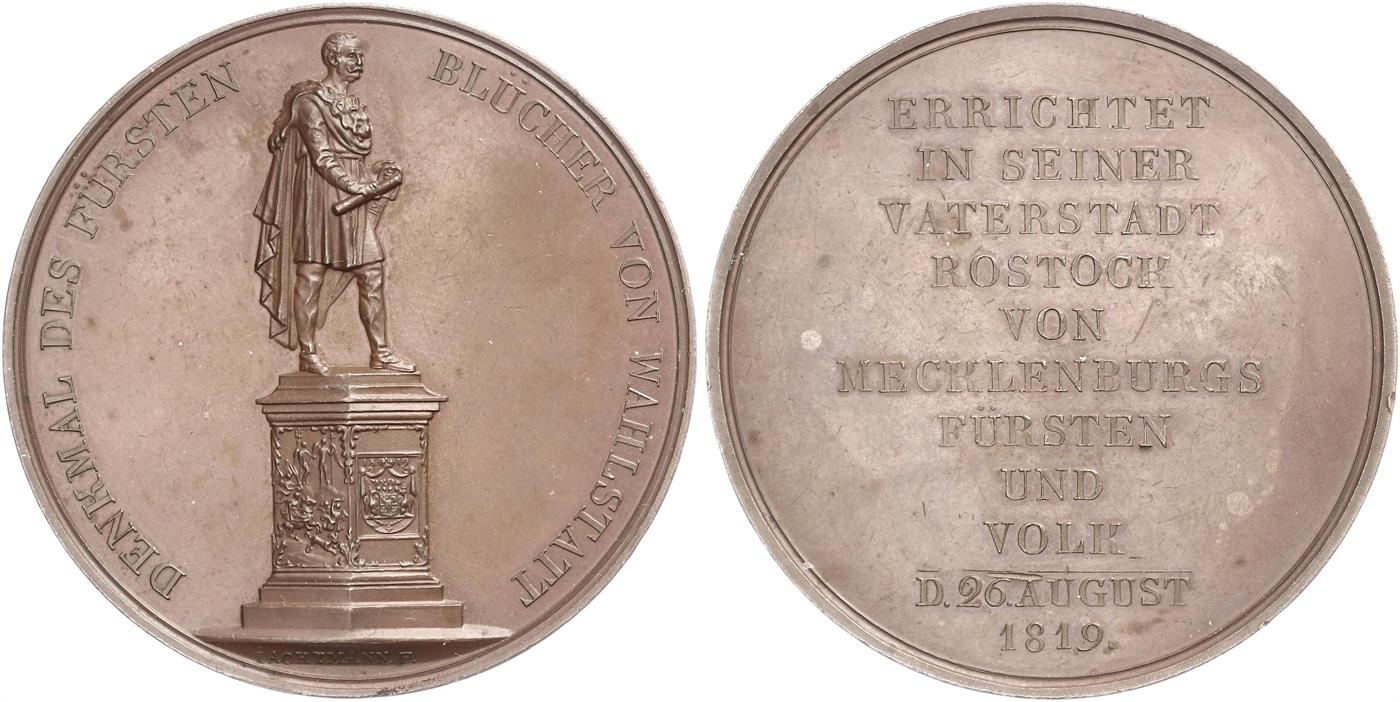 DENKMAL DES FÜRSTEN BLÜCHER VON WAHLSTATT
ERRICHTET
IN SEINER
VATERSTADT
ROSTOCK
VON
MECKLENBURGS
FÜRSTEN
UND
VOLK
D. 26. AUGUST
1819.